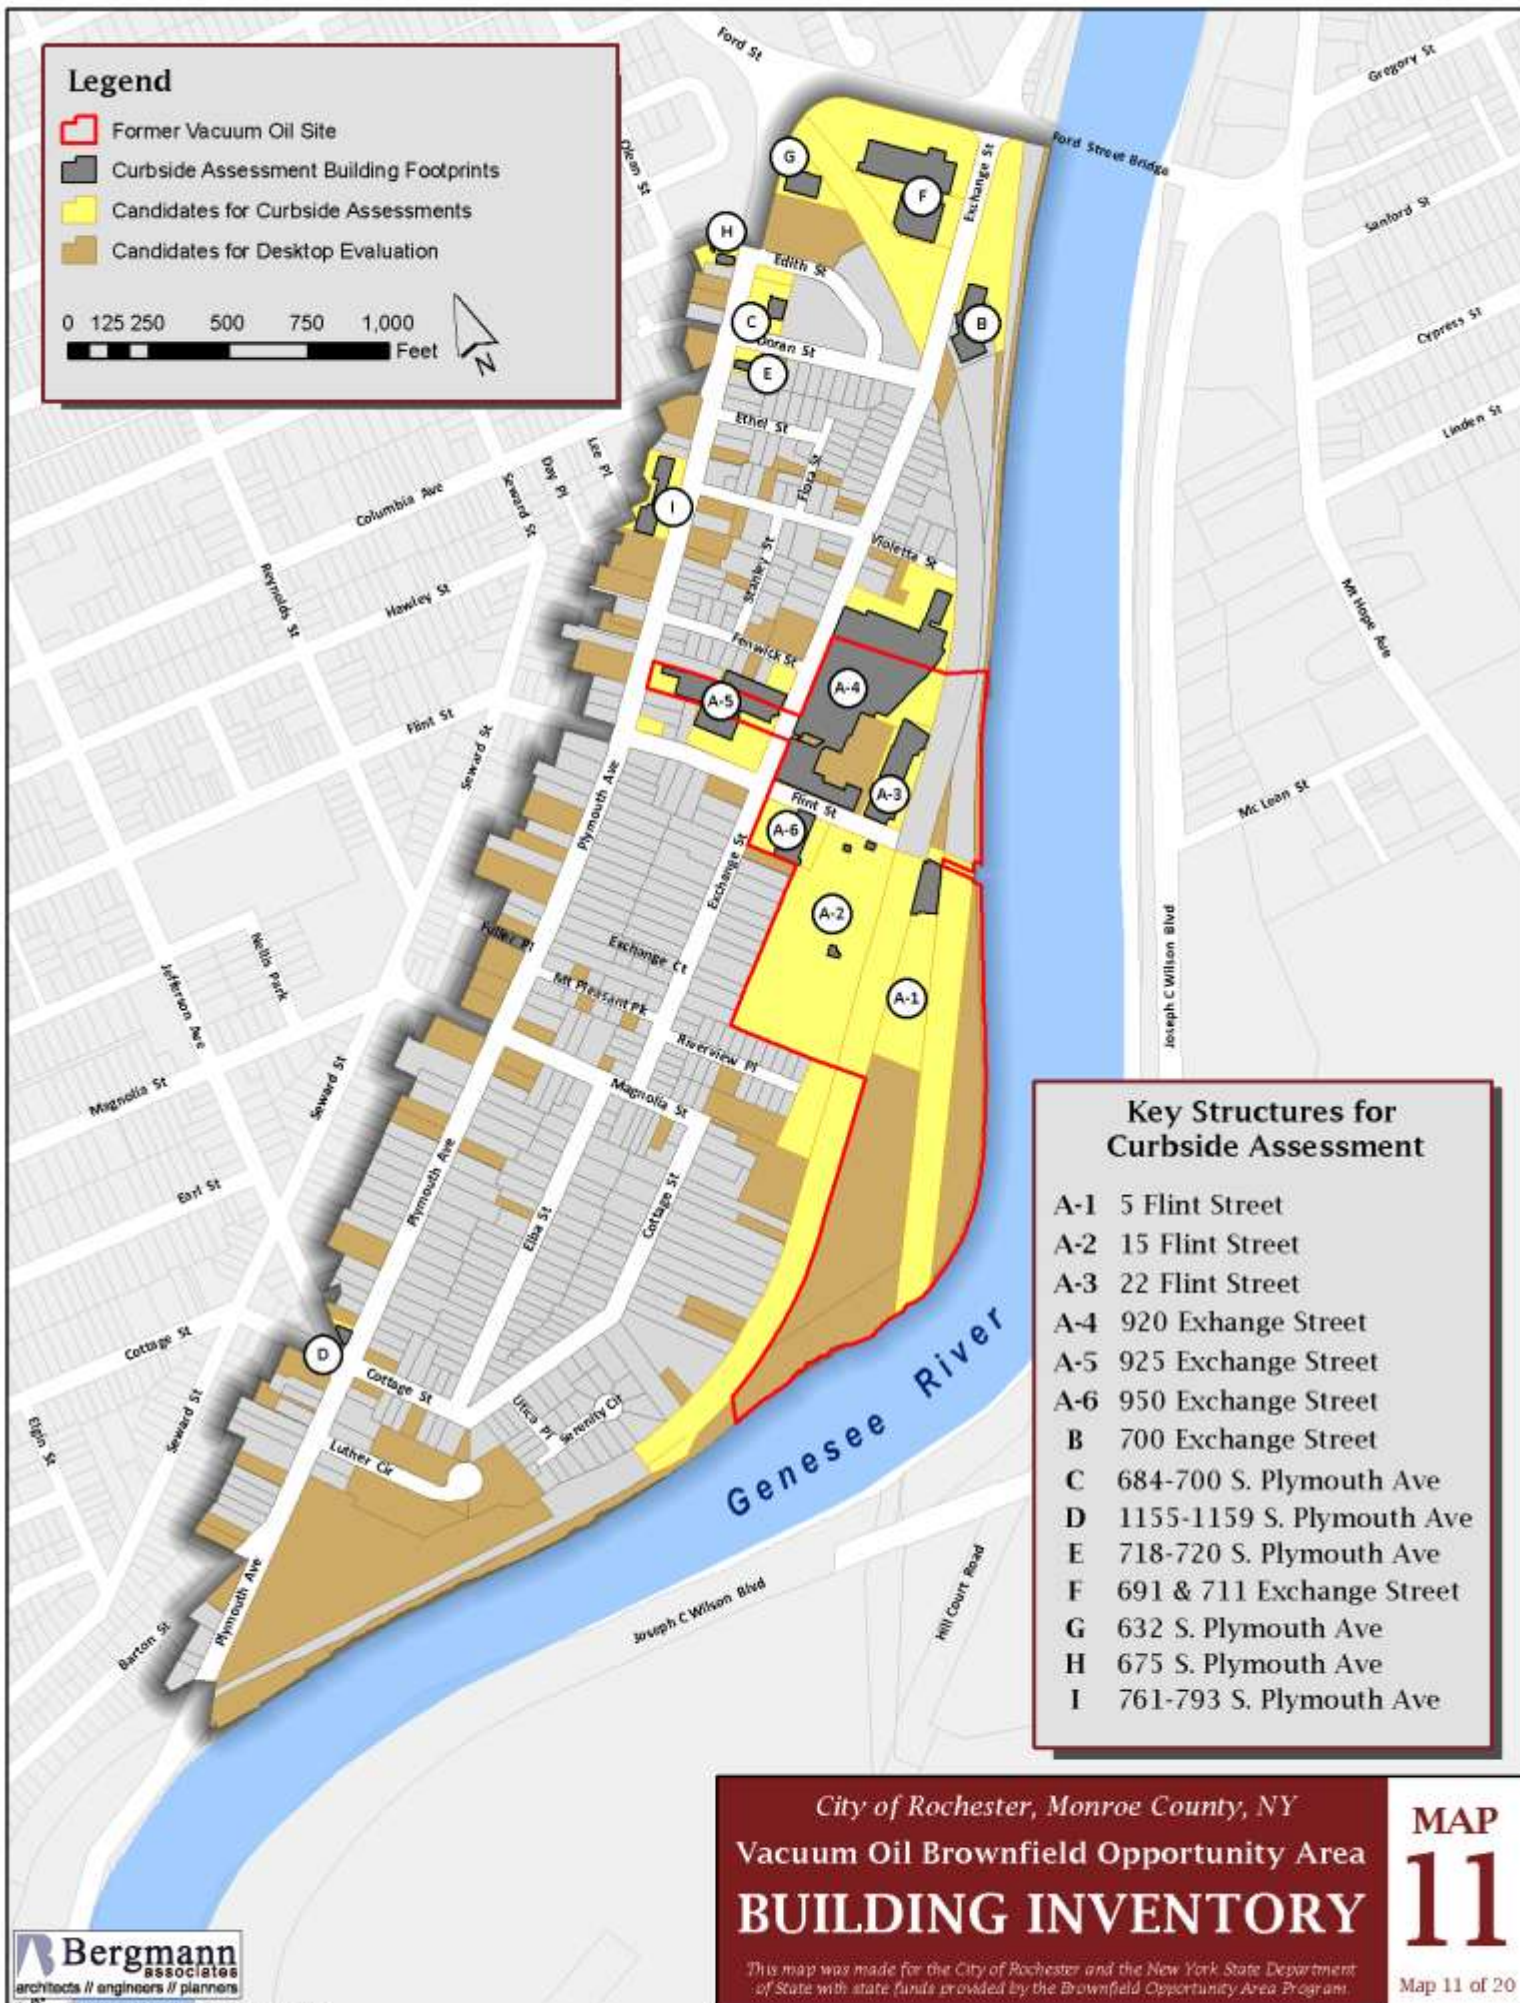 Legend
Former Vacuum Oil Site
Curbside Assessment Building Footprints
Candidates for Curbside Assessments
Candidates for Desktop Evaluation
0 125 250 500 750 1,000
Feet
N
Ford St
Gregory St
Ford Street Bridge
Olean St
Exchange St
Sanford St
G
F
H
Edith St
C
B
Cypress St
Doran St
E
Linden St
Ethel St
Lee Pl
Day Pl
Seward St
Flora St
Columbia Ave
I
Violetta St
Stanley St
Reynolds St
Hawley St
Mt Hope Ave
Fenwick St
A-4
A-5
Flint St
Seward St
Plymouth Ave
A-3
Flint St
Mc Lean St
A-6
Exchange St
A-2
Fuller Pl
Exchange Ct
Nellis Park
Jefferson Ave
Mt Pleasant Pk
A-1
Joseph C Wilson Blvd
Riverview Pl
Magnolia St
Seward St
Magnolia St
Plymouth Ave
Earl St
Elba St
Cottage St
Cottage St
D
Cottage St
Utica Pl
Serenity Cir
Seward St
Elgin St
Luther Cir
Genesee River
Plymouth Ave
Barton St
Joseph C Wilson Blvd
Hill Court Road
Key Structures for
Curbside Assessment
A-1 5 Flint Street
A-2 15 Flint Street
A-3 22 Flint Street
A-4 920 Exhange Street
A-5 925 Exchange Street
A-6 950 Exchange Street
B 700 Exchange Street
C 684-700 S. Plymouth Ave
D 1155-1159 S. Plymouth Ave
E 718-720 S. Plymouth Ave
F 691 & 711 Exchange Street
G 632 S. Plymouth Ave
H 675 S. Plymouth Ave
I 761-793 S. Plymouth Ave
City of Rochester, Monroe County, NY
Vacuum Oil Brownfield Opportunity Area
BUILDING INVENTORY
This map was made for the City of Rochester and the New York State Department
of State with state funds provided by the Brownfield Opportunity Area Program.
MAP
11
Map 11 of 20
Bergmann
associates
architects // engineers // planners